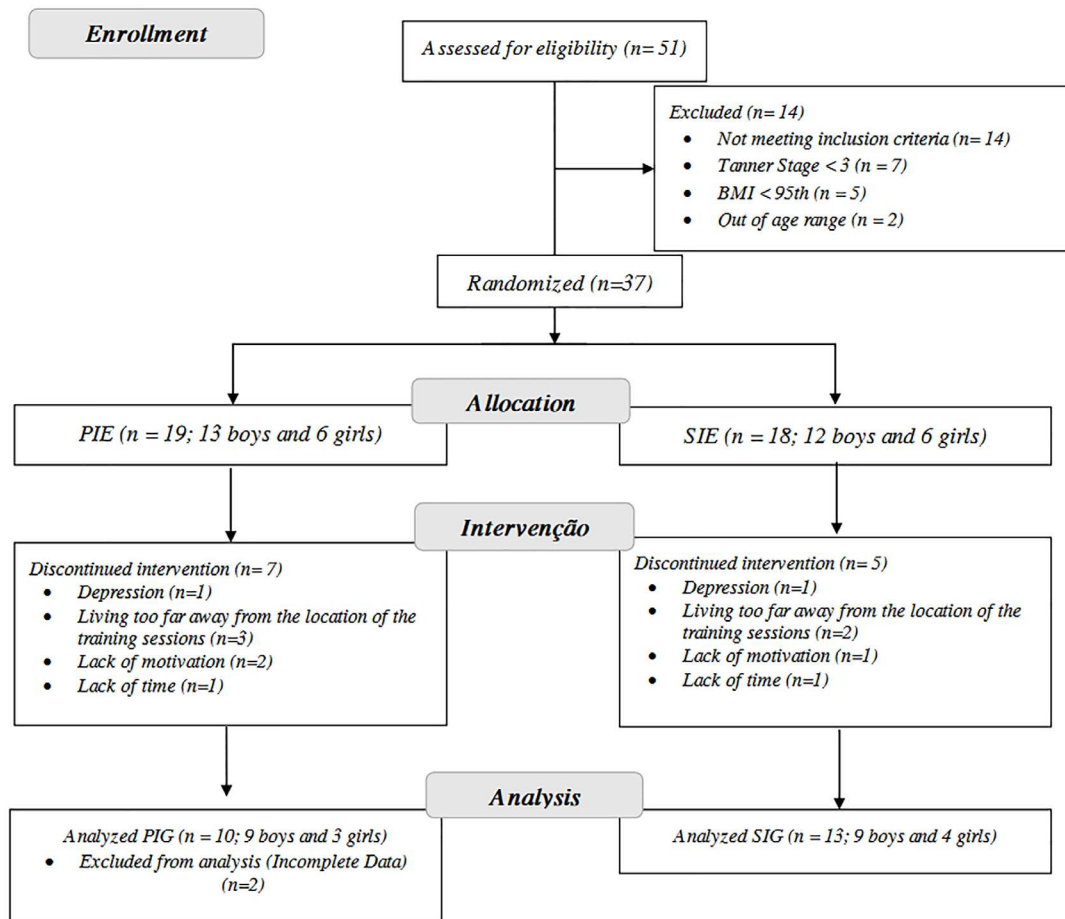 Enrollment
Assessed for eligibility (n= 51)
Excluded (n= 14)
• Not meeting inclusion criteria (n= 14)
• Tanner Stage < 3 (n = 7)
• BMI < 95th (n = 5)
• Out of age range (n = 2)
Randomized (n=37)
Allocation
PIE (n = 19; 13 boys and 6 girls)
SIE (n = 18; 12 boys and 6 girls)
Intervenção
Discontinued intervention (n= 7)
• Depression (n=1)
• Living too far away from the location of the
training sessions (n=3)
• Lack of motivation (n=2)
• Lack of time (n=1)
Discontinued intervention (n= 5)
• Depression (n=1)
• Living too far away from the location of the
training sessions (n=2)
• Lack of motivation (n=1)
• Lack of time (n=1)
Analysis
Analyzed PIG (n = 10; 9 boys and 3 girls)
• Excluded from analysis (Incomplete Data)
(n=2)
Analyzed SIG (n = 13; 9 boys and 4 girls)